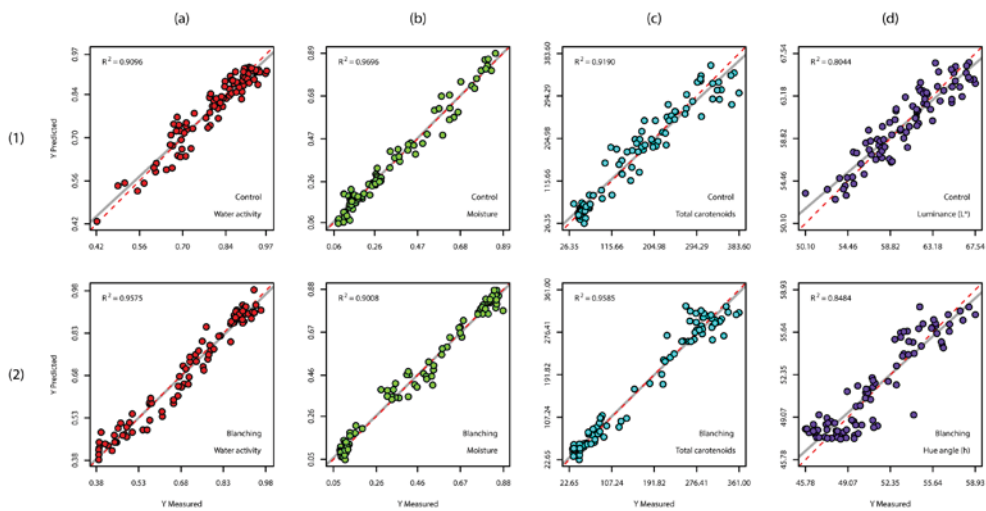 (a) (b) (c) (d)
(1)
Y Predicted
0.97
0.84
0.70
0.56
0.42
R² = 0.9096
Control
Water activity
0.42 0.56 0.70 0.84 0.97
0.89
0.68
0.47
0.26
0.06
R² = 0.9696
Control
Moisture
0.06 0.26 0.47 0.68 0.89
383.60
294.29
204.98
115.66
26.35
R² = 0.9190
Control
Total carotenoids
26.35 115.66 204.98 294.29 383.60
67.54
63.18
58.82
54.46
50.10
R² = 0.8044
Control
Luminance (L*)
50.10 54.46 58.82 63.18 67.54
(2)
Y Predicted
0.98
0.83
0.68
0.53
0.38
R² = 0.9575
Blanching
Water activity
0.38 0.53 0.68 0.83 0.98
Y Measured
0.88
0.67
0.46
0.26
0.05
R² = 0.9008
Blanching
Moisture
0.05 0.26 0.46 0.67 0.88
Y Measured
361.00
276.41
191.82
107.24
22.65
R² = 0.9585
Blanching
Total carotenoids
22.65 107.24 191.82 276.41 361.00
Y Measured
58.93
55.64
52.35
49.07
45.78
R² = 0.8484
Blanching
Hue angle (h)
45.78 49.07 52.35 55.64 58.93
Y Measured